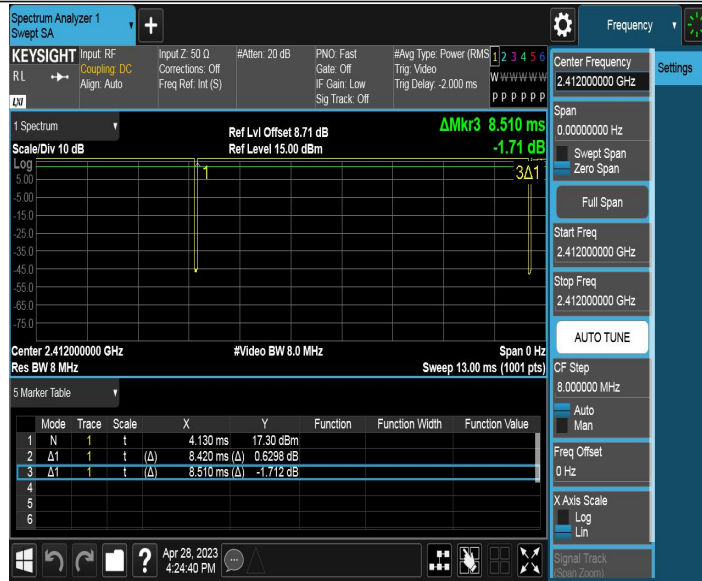 Spectrum Analyzer 1
Swept SA
+
Frequency
KEYSIGHT
RL
LXI
Input: RF
Coupling: DC
Align: Auto
Input Z: 50 Ω
Corrections: Off
Freq Ref: Int (S)
#Atten: 20 dB
PNO: Fast
Gate: Off
IF Gain: Low
Sig Track: Off
#Avg Type: Power (RMS
Trig: Video
Trig Delay: -2.000 ms
1 2 3 4 5 6
W W W W W W
P P P P P P
1 Spectrum
Scale/Div 10 dB
Ref Lvl Offset 8.71 dB
Ref Level 15.00 dBm
ΔMkr3 8.510 ms
-1.71 dB
Log
5.00
-5.00
-15.0
-25.0
-35.0
-45.0
-55.0
-65.0
-75.0
1
3Δ1
Center 2.412000000 GHz
#Video BW 8.0 MHz
Span 0 Hz
Res BW 8 MHz
Sweep 13.00 ms (1001 pts)
5 Marker Table
Mode Trace Scale X Y Function Function Width Function Value
1 N 1 t 4.130 ms 17.30 dBm
2 Δ1 1 t (Δ) 8.420 ms (Δ) 0.6298 dB
3 Δ1 1 t (Δ) 8.510 ms (Δ) -1.712 dB
4
5
6
?
Apr 28, 2023
4:24:40 PM
Center Frequency
2.412000000 GHz
Settings
Span
0.00000000 Hz
Swept Span
Zero Span
Full Span
Start Freq
2.412000000 GHz
Stop Freq
2.412000000 GHz
AUTO TUNE
CF Step
8.000000 MHz
Auto
Man
Freq Offset
0 Hz
X Axis Scale
Log
Lin
Signal Track
(Span Zoom)